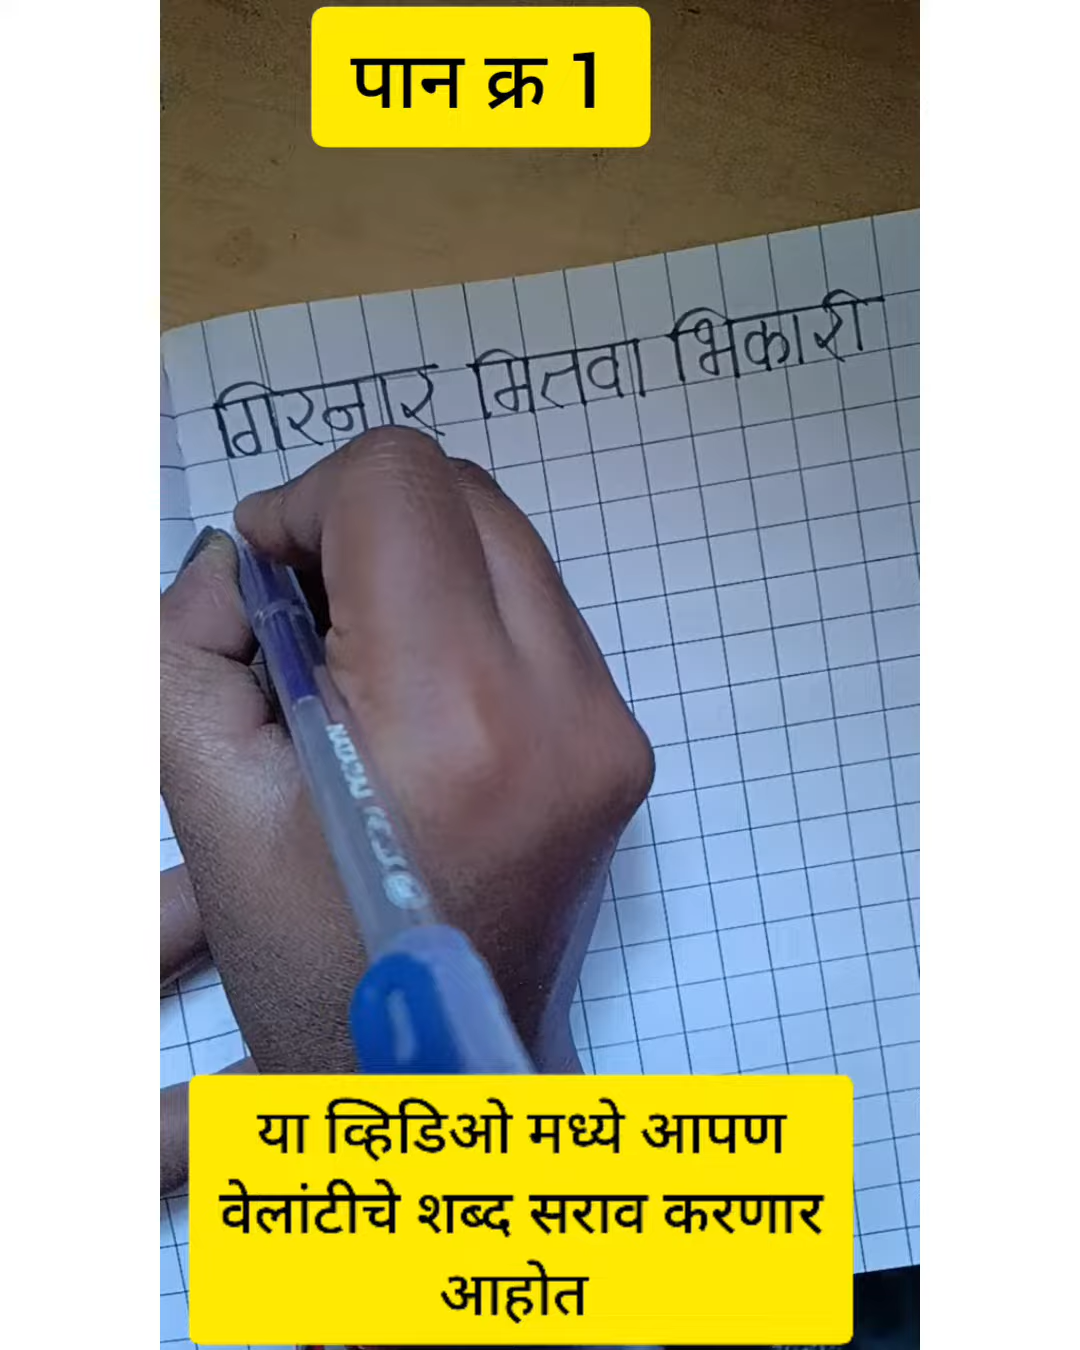 पान क्र 1
गिरनार मितवा भिकारी
या व्हिडिओ मध्ये आपण
वेलांटीचे शब्द सराव करणार
आहोत